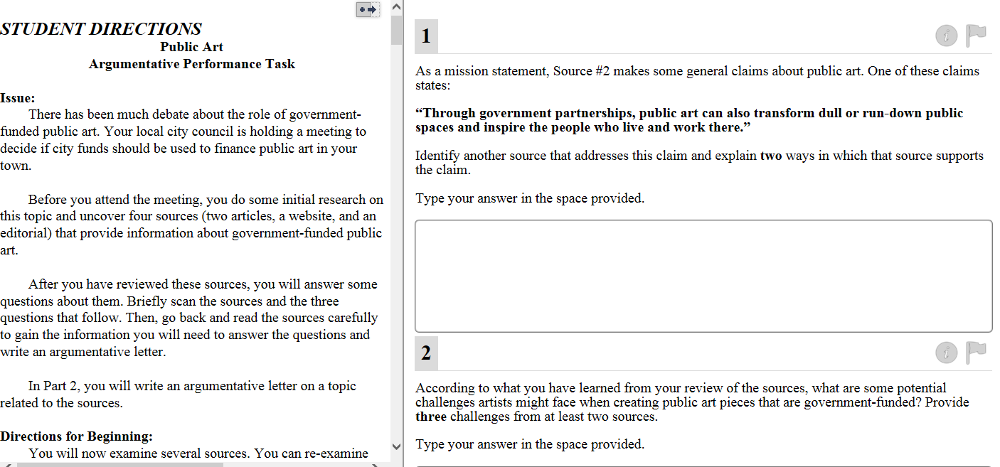 STUDENT DIRECTIONS
Public Art
Argumentative Performance Task
Issue:
There has been much debate about the role of government-
funded public art. Your local city council is holding a meeting to
decide if city funds should be used to finance public art in your
town.
Before you attend the meeting, you do some initial research on
this topic and uncover four sources (two articles, a website, and an
editorial) that provide information about government-funded public
art.
After you have reviewed these sources, you will answer some
questions about them. Briefly scan the sources and the three
questions that follow. Then, go back and read the sources carefully
to gain the information you will need to answer the questions and
write an argumentative letter.
In Part 2, you will write an argumentative letter on a topic
related to the sources.
Directions for Beginning:
You will now examine several sources. You can re-examine
1
As a mission statement, Source #2 makes some general claims about public art. One of these claims
states:
“Through government partnerships, public art can also transform dull or run-down public
spaces and inspire the people who live and work there.”
Identify another source that addresses this claim and explain two ways in which that source supports
the claim.
Type your answer in the space provided.
2
According to what you have learned from your review of the sources, what are some potential
challenges artists might face when creating public art pieces that are government-funded? Provide
three challenges from at least two sources.
Type your answer in the space provided.